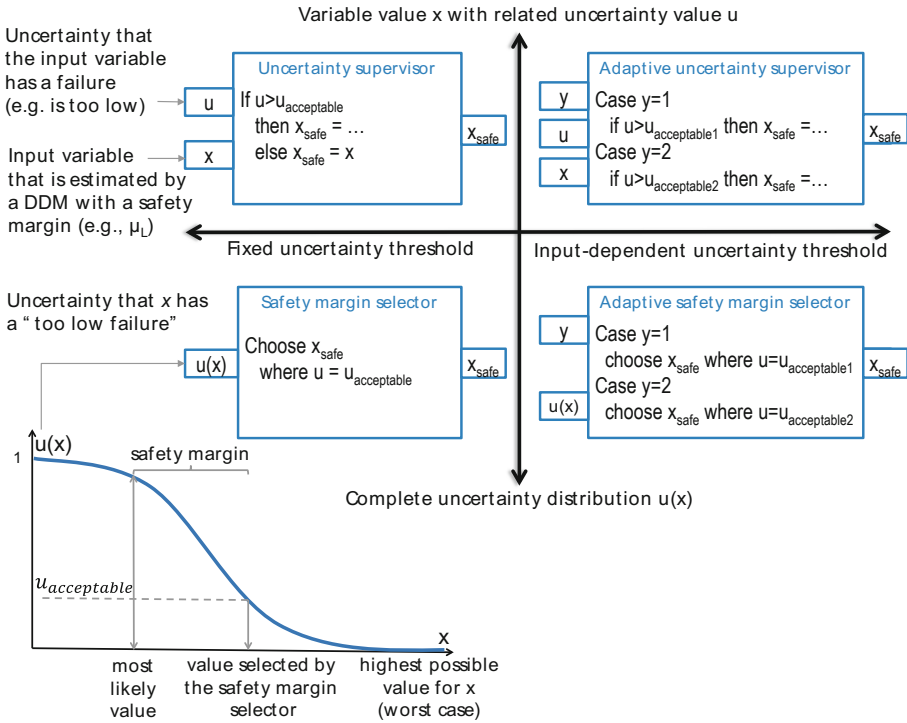 Variable value x with related uncertainty value u
Uncertainty that
the input variable
has a failure
(e.g. is too low)
Input variable
that is estimated by
a DDM with a safety
margin (e.g., μL)
Uncertainty supervisor
u
x
If u>uacceptable
then xsafe = …
else xsafe = x
xsafe
Adaptive uncertainty supervisor
y
u
x
Case y=1
if u>uacceptable1 then xsafe =…
Case y=2
if u>uacceptable2 then xsafe =…
xsafe
Fixed uncertainty threshold
Input-dependent uncertainty threshold
Uncertainty that x has
a “ too low failure”
Safety margin selector
u(x)
Choose xsafe
where u = uacceptable
xsafe
Adaptive safety margin selector
y
u(x)
Case y=1
choose xsafe where u=uacceptable1
Case y=2
choose xsafe where u=uacceptable2
xsafe
Complete uncertainty distribution u(x)
u(x)
1
safety margin
uacceptable
x
most
likely
value
value selected by
the safety margin
selector
highest possible
value for x
(worst case)